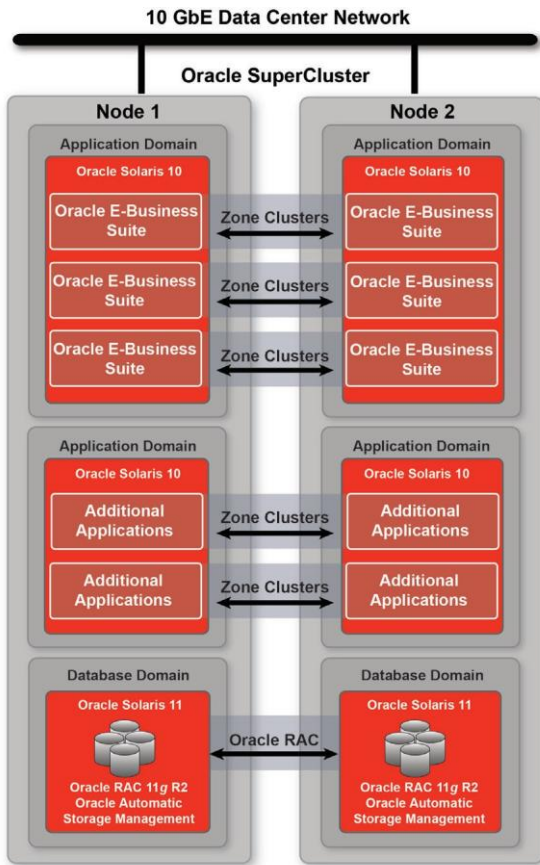 10 GbE Data Center Network
Oracle SuperCluster
Node 1
Application Domain
Oracle Solaris 10
Oracle E-Business
Suite
Oracle E-Business
Suite
Oracle E-Business
Suite
Application Domain
Oracle Solaris 10
Additional
Applications
Additional
Applications
Database Domain
Oracle Solaris 11
Oracle RAC 11g R2
Oracle Automatic
Storage Management
Zone Clusters
Zone Clusters
Zone Clusters
Zone Clusters
Zone Clusters
Oracle RAC
Node 2
Application Domain
Oracle Solaris 10
Oracle E-Business
Suite
Oracle E-Business
Suite
Oracle E-Business
Suite
Application Domain
Oracle Solaris 10
Additional
Applications
Additional
Applications
Database Domain
Oracle Solaris 11
Oracle RAC 11g R2
Oracle Automatic
Storage Management